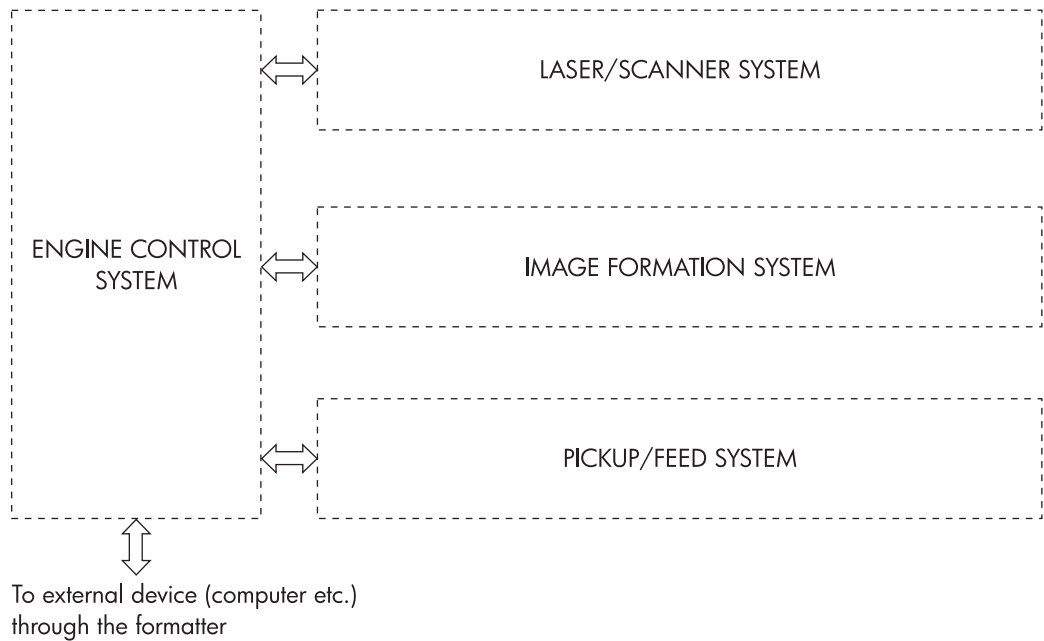 LASER/SCANNER SYSTEM
ENGINE CONTROL
SYSTEM
IMAGE FORMATION SYSTEM
PICKUP/FEED SYSTEM
To external device (computer etc.)
through the formatter